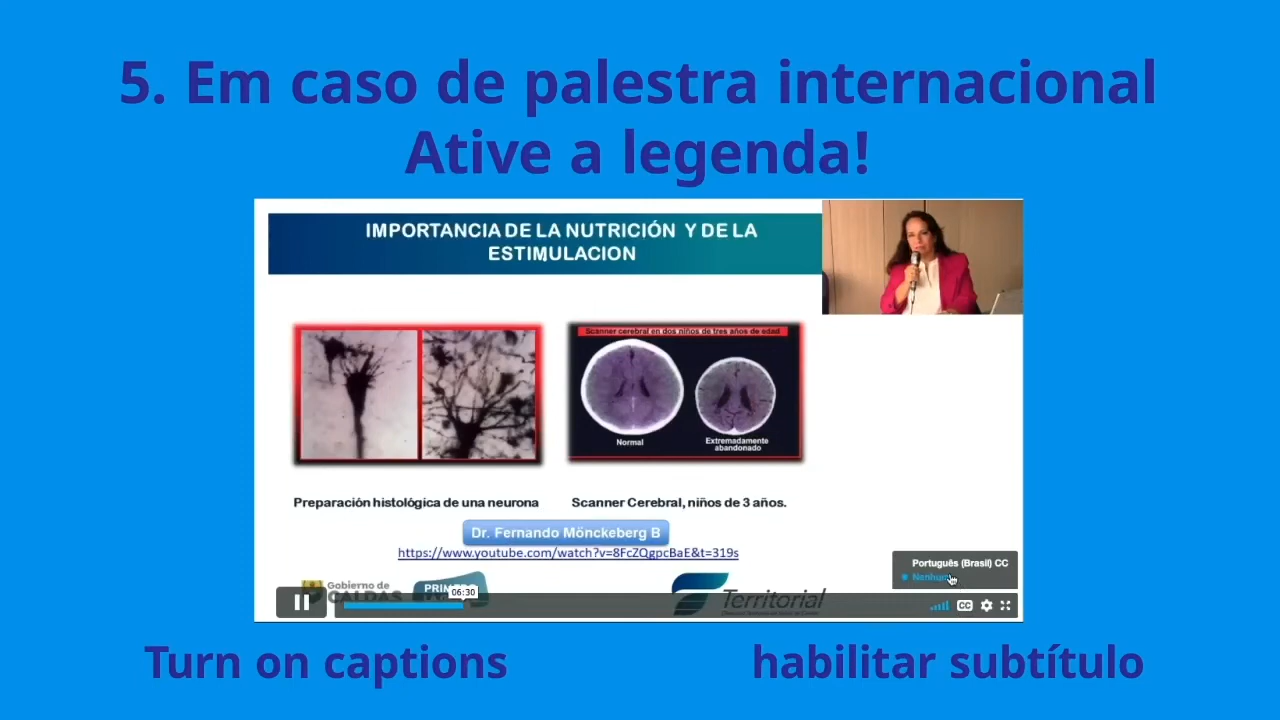 5. Em caso de palestra internacional
Ative a legenda!
IMPORTANCIA DE LA NUTRICIÓN Y DE LA
ESTIMULACION
Scanner cerebral en dos niños de tres años de edad
Normal
Extremadamente
abandonado
Preparación histológica de una neurona
Scanner Cerebral, niños de 3 años.
Dr. Fernando Mönckeberg B
https://www.youtube.com/watch?v=8FcZQgpcBaE&t=319s
Português (Brasil) CC
Gobierno de
CALDAS
06:30
Territorial
CC
Turn on captions
habilitar subtítulo